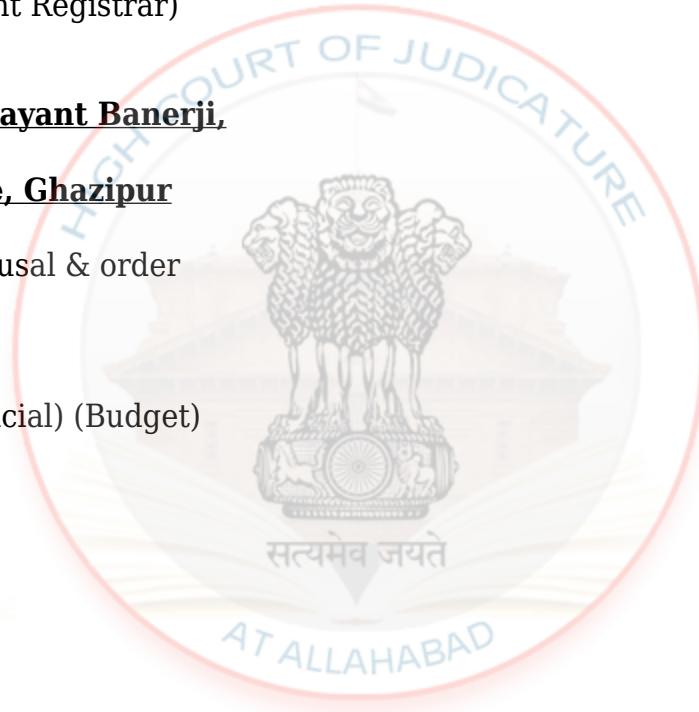 nt Registrar)
HIGH COURT OF JUDICATURE
ayant Banerji,
e, Ghazipur
usal & order
cial) (Budget)
सत्यमेव जयते
AT ALLAHABAD